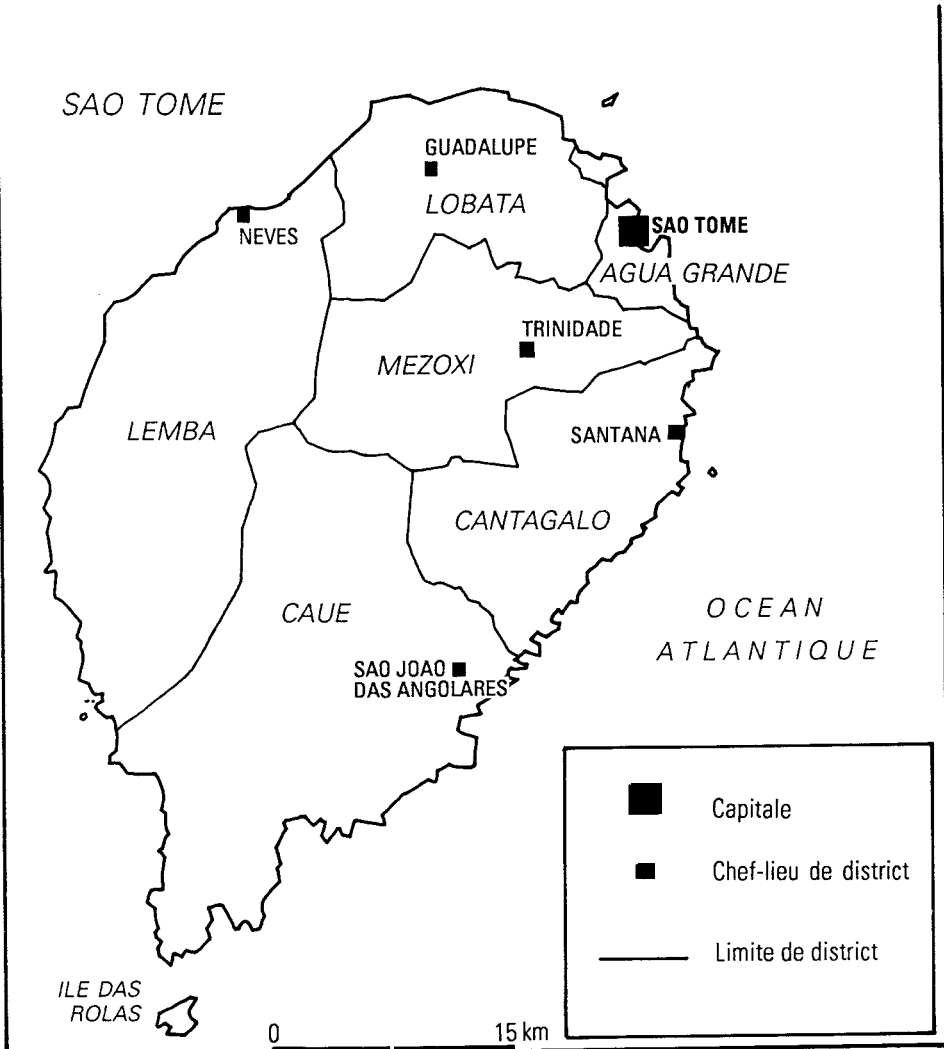 SAO TOME
GUADALUPE
LOBATA
NEVES
SAO TOME
AGUA GRANDE
TRINIDADE
MEZOXI
LEMBA
SANTANA
CANTAGALO
CAUE
OCEAN
ATLANTIQUE
SAO JOAO
DAS ANGOLARES
Capitale
Chef-lieu de district
Limite de district
ILE DAS
ROLAS
0 15 km